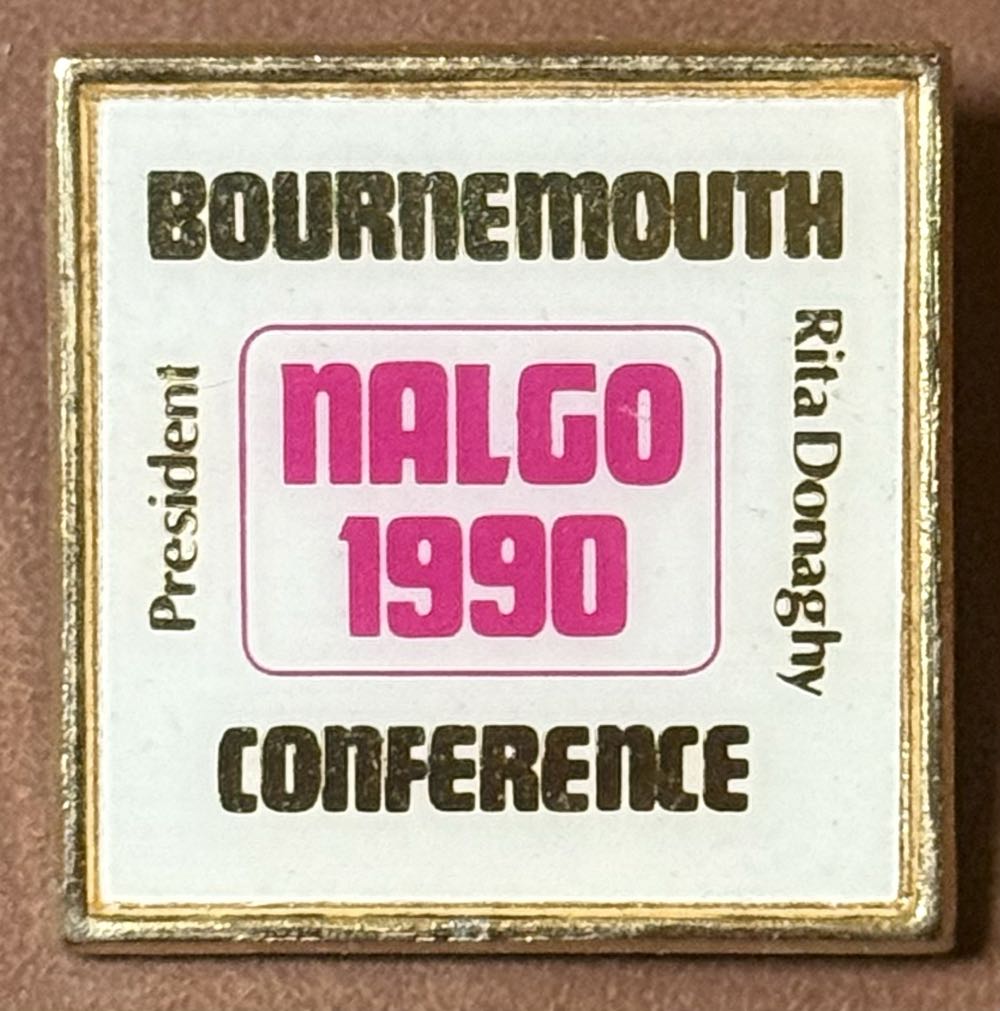 BOURNEMOUTH
President
NALGO
1990
Rita Donaghy
CONFERENCE